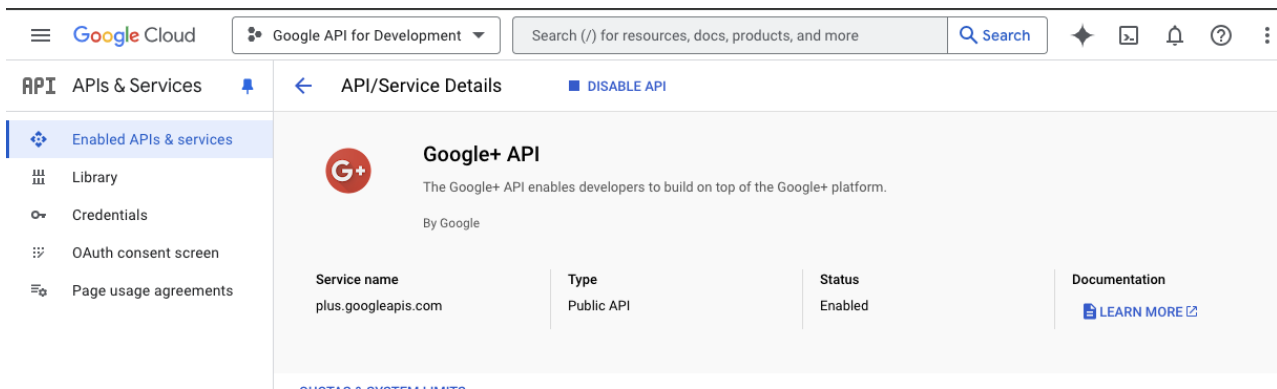 Google Cloud
Google API for Development
Search (/) for resources, docs, products, and more
Search
API
APIs & Services
API/Service Details
DISABLE API
Enabled APIs & services
Library
Credentials
OAuth consent screen
Page usage agreements
G+
Google+ API
The Google+ API enables developers to build on top of the Google+ platform.
By Google
Service name
plus.googleapis.com
Type
Public API
Status
Enabled
Documentation
LEARN MORE
QUOTAS & SYSTEM LIMITS